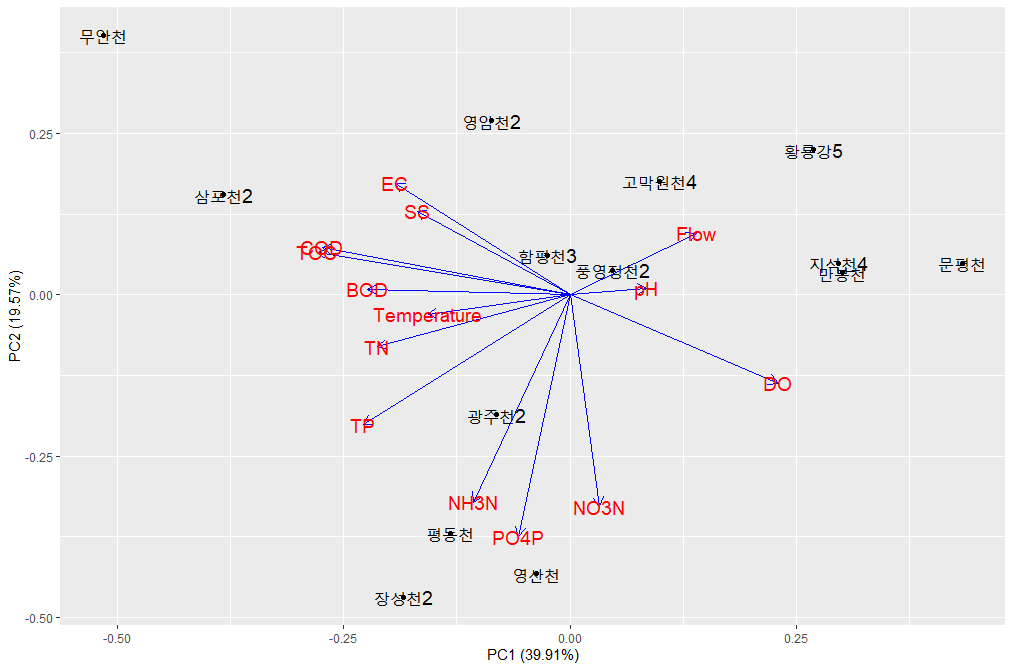 무안천
영암천2
0.25
황룡강5
EC
고막원천4
삼포천2
SS
Flow
COD
TOC
함평천3
지석천4
문평천
풍영정천2
만봉천
0.00
BOD
pH
Temperature
PC2 (19.57%)
TN
DO
광주천2
TP
-0.25
NH3N
NO3N
평동천
PO4P
영산천
장성천2
-0.50
-0.50
-0.25
0.00
0.25
PC1 (39.91%)